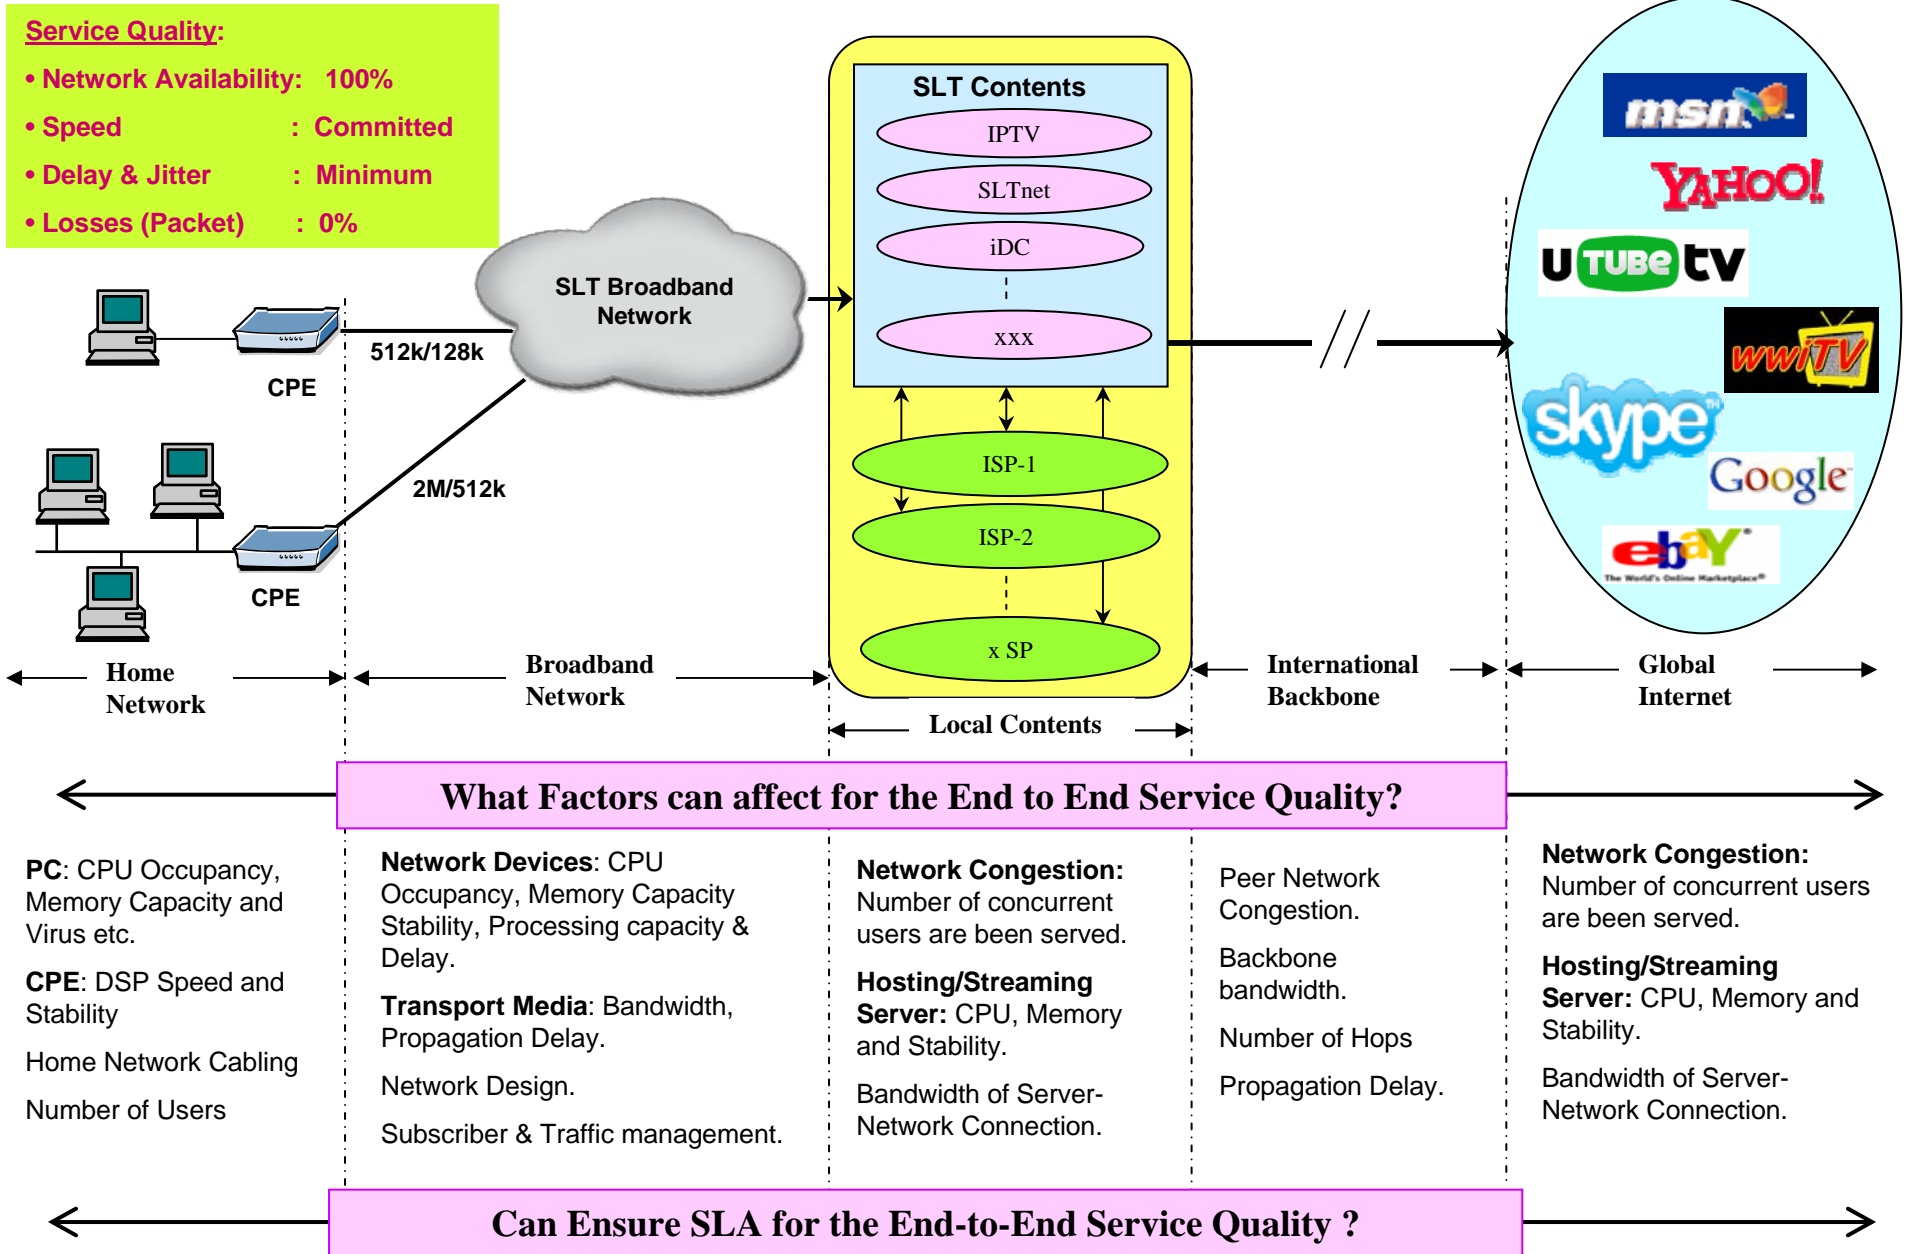 Service Quality:
• Network Availability: 100%
• Speed : Committed
• Delay & Jitter : Minimum
• Losses (Packet) : 0%
SLT Broadband
Network
512k/128k
CPE
2M/512k
CPE
SLT Contents
IPTV
SLTnet
iDC
xxx
ISP-1
ISP-2
x SP
msn
YAHOO!
U TUBE tv
wwiTV
skype TM
Google
ebaY
The World's Online Marketplace®
Home
Network
Broadband
Network
Local Contents
International
Backbone
Global
Internet
What Factors can affect for the End to End Service Quality?
PC: CPU Occupancy,
Memory Capacity and
Virus etc.
CPE: DSP Speed and
Stability
Home Network Cabling
Number of Users
Network Devices: CPU
Occupancy, Memory Capacity
Stability, Processing capacity &
Delay.
Transport Media: Bandwidth,
Propagation Delay.
Network Design.
Subscriber & Traffic management.
Network Congestion:
Number of concurrent
users are been served.
Hosting/Streaming
Server: CPU, Memory
and Stability.
Bandwidth of Server-
Network Connection.
Peer Network
Congestion.
Backbone
bandwidth.
Number of Hops
Propagation Delay.
Network Congestion:
Number of concurrent users
are been served.
Hosting/Streaming
Server: CPU, Memory and
Stability.
Bandwidth of Server-
Network Connection.
Can Ensure SLA for the End-to-End Service Quality ?